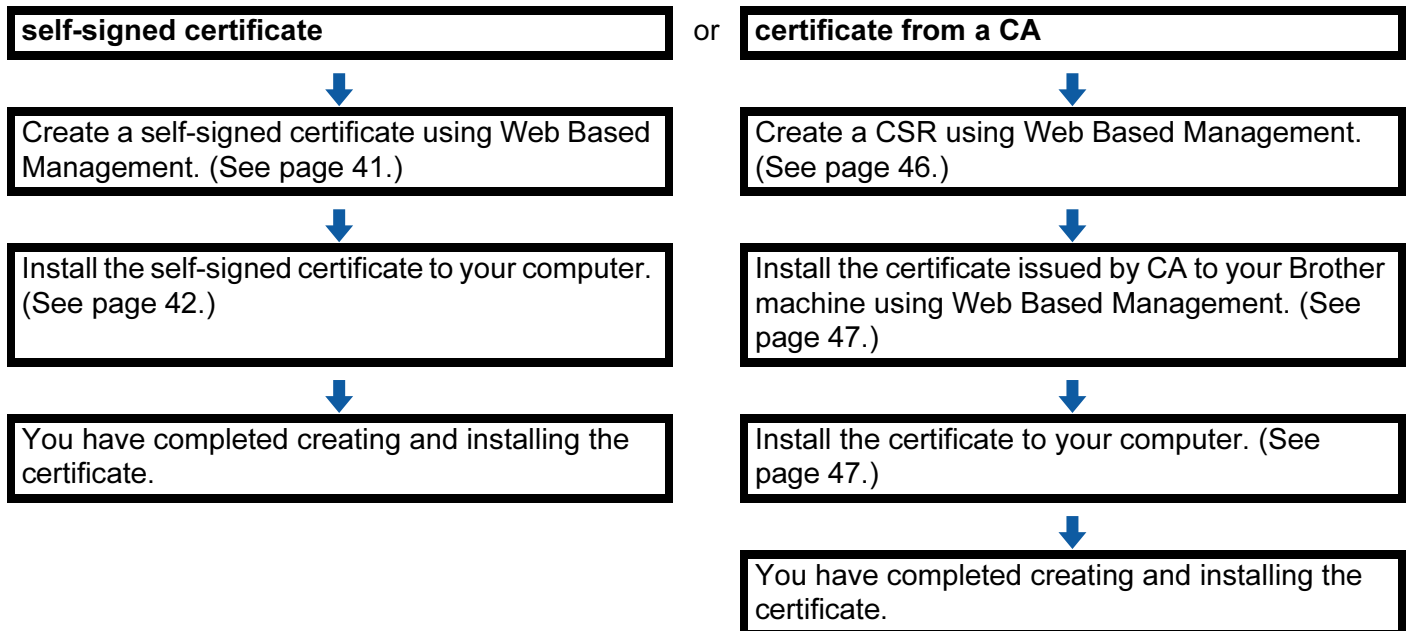 self-signed certificate
or
certificate from a CA
Create a self-signed certificate using Web Based
Management. (See page 41.)
Create a CSR using Web Based Management.
(See page 46.)
Install the self-signed certificate to your computer.
(See page 42.)
Install the certificate issued by CA to your Brother
machine using Web Based Management. (See
page 47.)
You have completed creating and installing the
certificate.
Install the certificate to your computer. (See
page 47.)
You have completed creating and installing the
certificate.